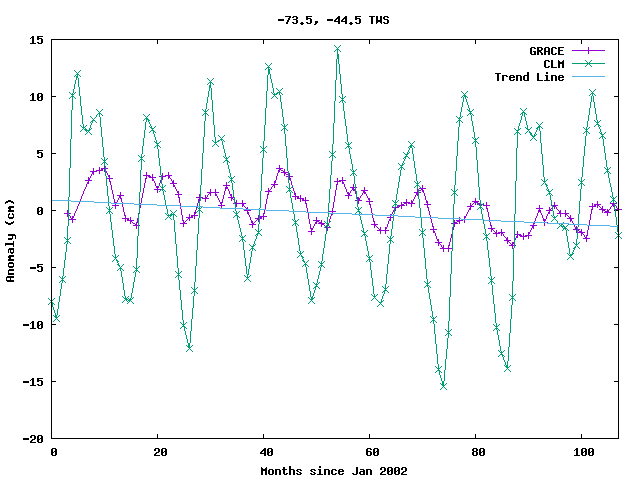 -73.5, -44.5 TWS
GRACE
CLM
Trend Line
15
10
5
0
-5
-10
-15
-20
Anomaly (cm)
0 20 40 60 80 100
Months since Jan 2002